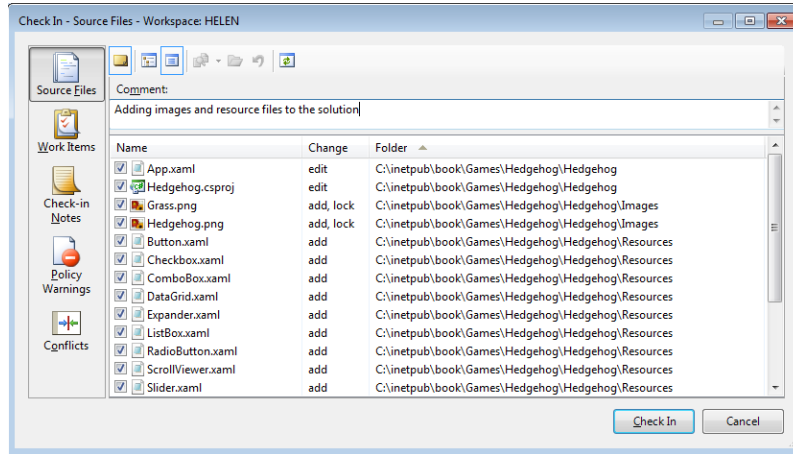 Check In - Source Files - Workspace: HELEN
Source Files
Work Items
Check-in
Notes
Policy
Warnings
Conflicts
Comment:
Adding images and resource files to the solution
Name Change Folder
App.xaml edit C:\inetpub\book\Games\Hedgehog\Hedgehog
Hedgehog.csproj edit C:\inetpub\book\Games\Hedgehog\Hedgehog
Grass.png add, lock C:\inetpub\book\Games\Hedgehog\Hedgehog\Images
Hedgehog.png add, lock C:\inetpub\book\Games\Hedgehog\Hedgehog\Images
Button.xaml add C:\inetpub\book\Games\Hedgehog\Hedgehog\Resources
Checkbox.xaml add C:\inetpub\book\Games\Hedgehog\Hedgehog\Resources
ComboBox.xaml add C:\inetpub\book\Games\Hedgehog\Hedgehog\Resources
DataGrid.xaml add C:\inetpub\book\Games\Hedgehog\Hedgehog\Resources
Expander.xaml add C:\inetpub\book\Games\Hedgehog\Hedgehog\Resources
ListBox.xaml add C:\inetpub\book\Games\Hedgehog\Hedgehog\Resources
RadioButton.xaml add C:\inetpub\book\Games\Hedgehog\Hedgehog\Resources
ScrollViewer.xaml add C:\inetpub\book\Games\Hedgehog\Hedgehog\Resources
Slider.xaml add C:\inetpub\book\Games\Hedgehog\Hedgehog\Resources
Check In Cancel